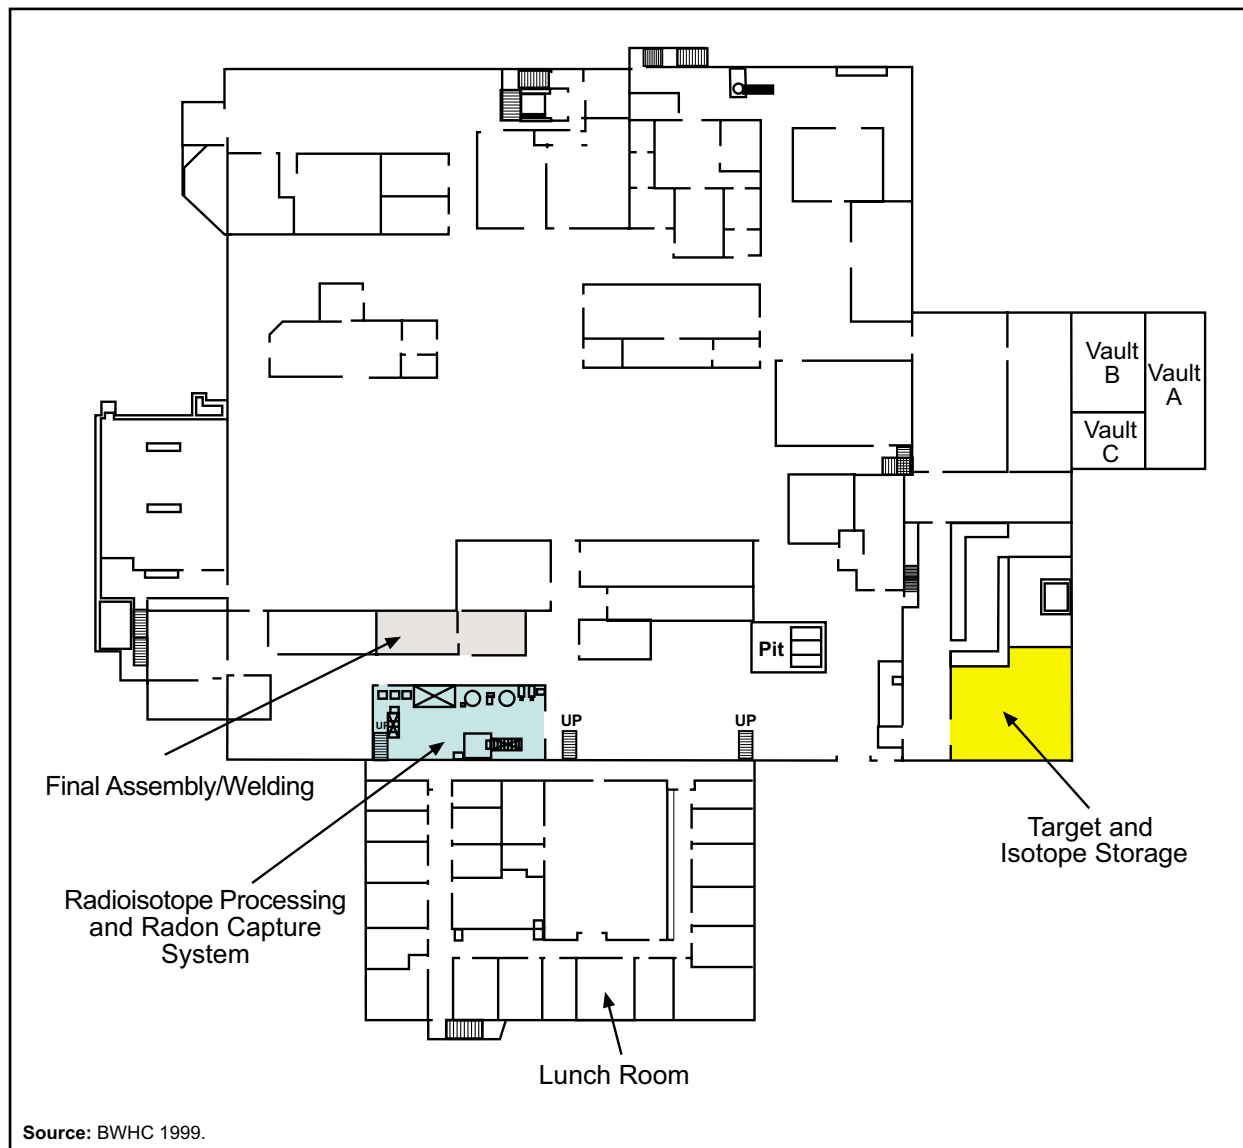 Vault
B
Vault
A
Vault
C
Pit
UP
UP
UP
Final Assembly/Welding
Target and
Isotope Storage
Radioisotope Processing
and Radon Capture
System
Lunch Room
Source: BWHC 1999.